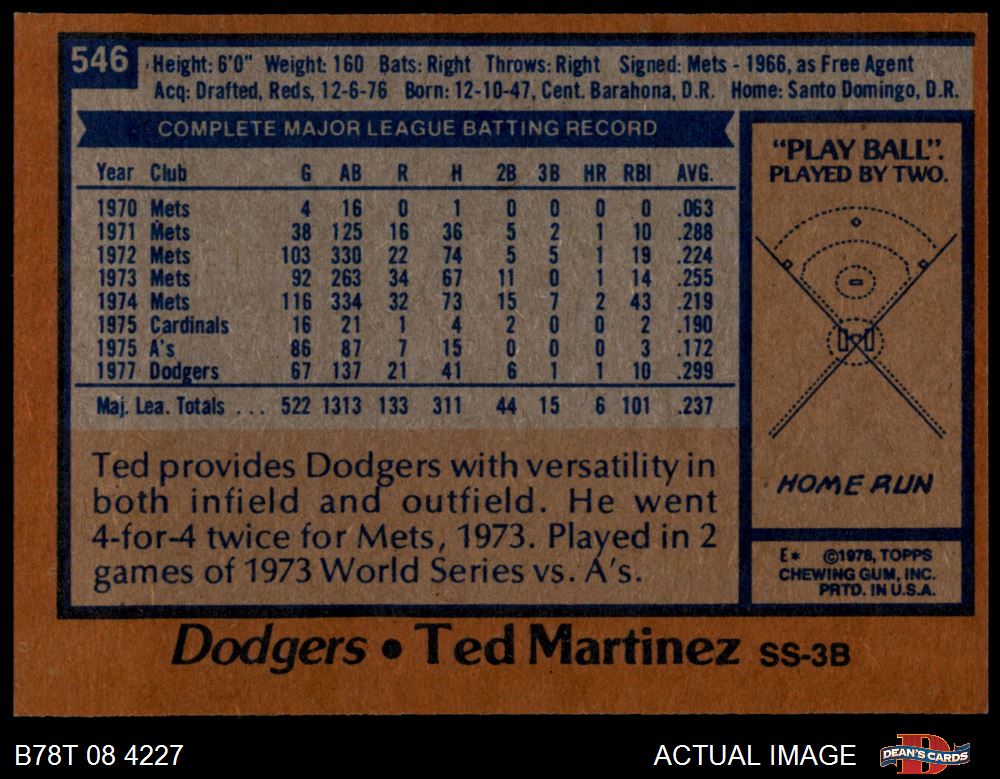 546
Height: 6'0" Weight: 160 Bats: Right Throws: Right Signed: Mets - 1966, as Free Agent
Acq: Drafted, Reds, 12-6-76 Born: 12-10-47, Cent. Barahona, D.R. Home: Santo Domingo, D.R.
COMPLETE MAJOR LEAGUE BATTING RECORD
Year Club G AB R H 2B 3B HR RBI AVG.
1970 Mets 4 16 0 1 0 0 0 0 .063
1971 Mets 38 125 16 36 5 2 1 10 .288
1972 Mets 103 330 22 74 5 5 1 19 .224
1973 Mets 92 263 34 67 11 0 1 14 .255
1974 Mets 116 334 32 73 15 7 2 43 .219
1975 Cardinals 16 21 1 4 2 0 0 2 .190
1975 A's 86 87 7 15 0 0 0 3 .172
1977 Dodgers 67 137 21 41 6 1 1 10 .299
Maj. Lea. Totals ... 522 1313 133 311 44 15 6 101 .237
Ted provides Dodgers with versatility in
both infield and outfield. He went
4-for-4 twice for Mets, 1973. Played in 2
games of 1973 World Series vs. A's.
"PLAY BALL".
PLAYED BY TWO.
HOME RUN
E* ©1978, TOPPS
CHEWING GUM, INC.
PRTD. IN U.S.A.
Dodgers • Ted Martinez SS-3B
B78T 08 4227
ACTUAL IMAGE
DEAN'S CARDS